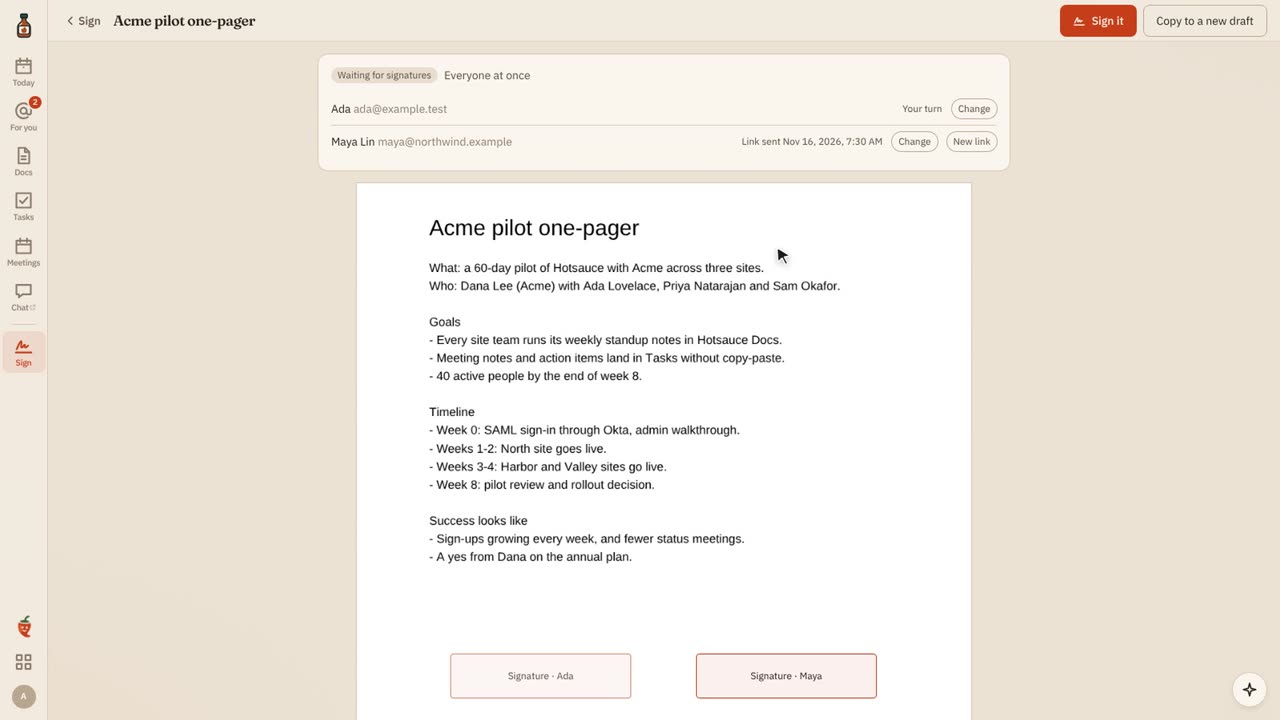 Sign
Acme pilot one-pager
Sign it
Copy to a new draft
Today
2
For you
Docs
Tasks
Meetings
Chat
Sign
A
Waiting for signatures
Everyone at once
Ada ada@example.test
Your turn
Change
Maya Lin maya@northwind.example
Link sent Nov 16, 2026, 7:30 AM
Change
New link
Acme pilot one-pager
What: a 60-day pilot of Hotsauce with Acme across three sites.
Who: Dana Lee (Acme) with Ada Lovelace, Priya Natarajan and Sam Okafor.
Goals
- Every site team runs its weekly standup notes in Hotsauce Docs.
- Meeting notes and action items land in Tasks without copy-paste.
- 40 active people by the end of week 8.
Timeline
- Week 0: SAML sign-in through Okta, admin walkthrough.
- Weeks 1-2: North site goes live.
- Weeks 3-4: Harbor and Valley sites go live.
- Week 8: pilot review and rollout decision.
Success looks like
- Sign-ups growing every week, and fewer status meetings.
- A yes from Dana on the annual plan.
Signature · Ada
Signature · Maya